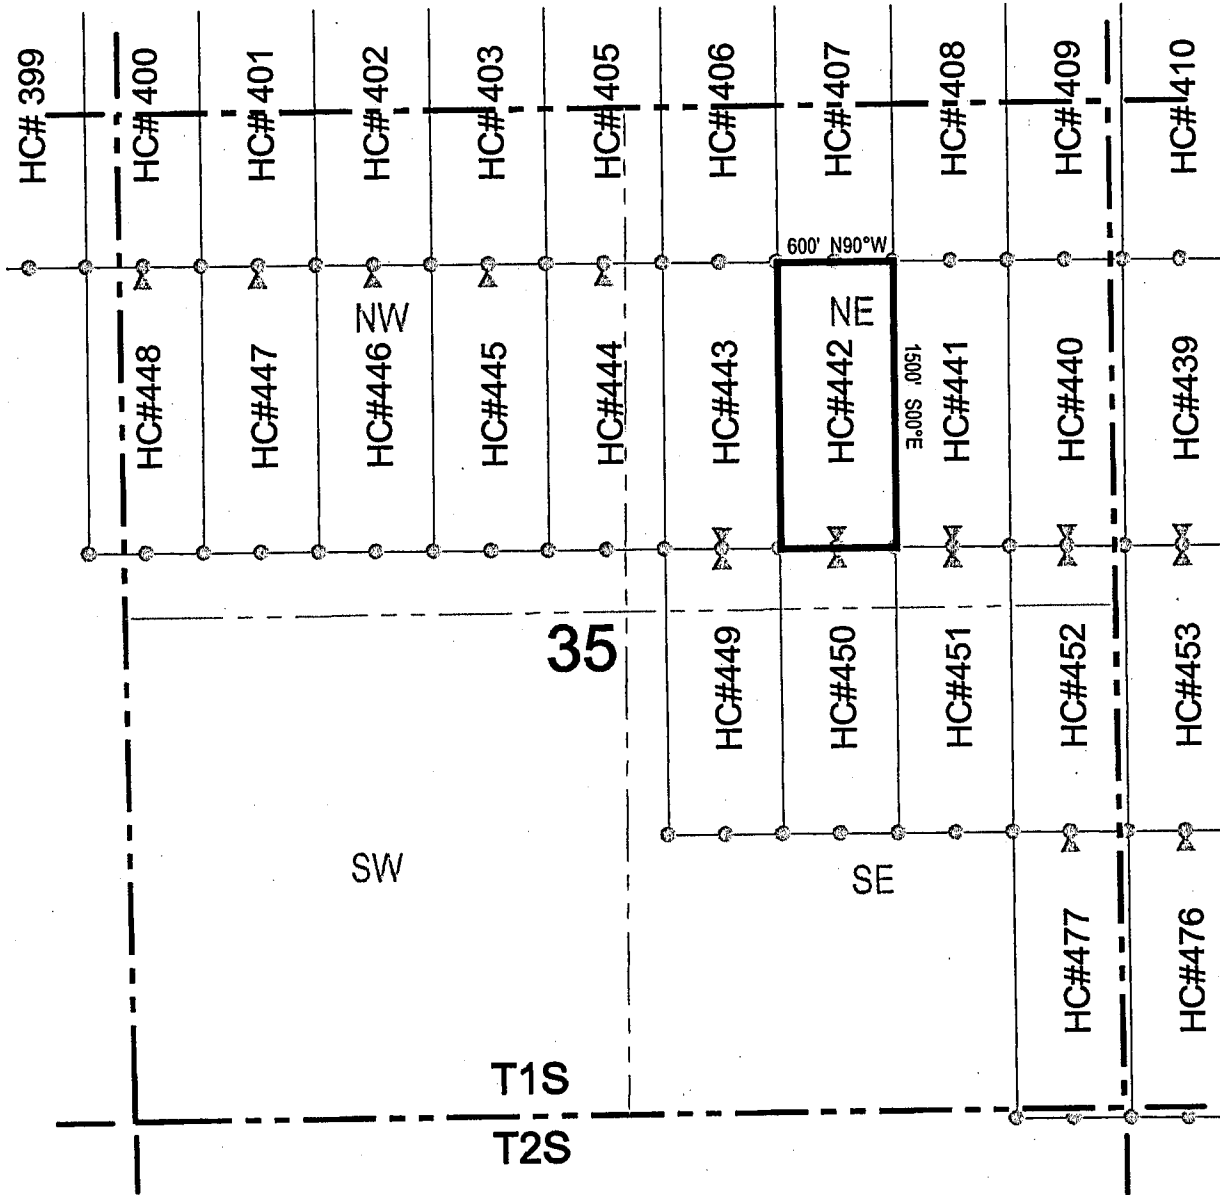 HC# 399
HC# 400
HC# 401
HC# 402
HC# 403
HC# 405
HC# 406
HC# 407
HC# 408
HC# 409
HC# 410
600' N90°W
NW
NE
HC#448
HC#447
HC#446
HC#445
HC#444
HC#443
HC#442
1500' S00°E
HC#441
HC#440
HC#439
35
HC#449
HC#450
HC#451
HC#452
HC#453
SW
SE
HC#477
HC#476
T1S
T2S